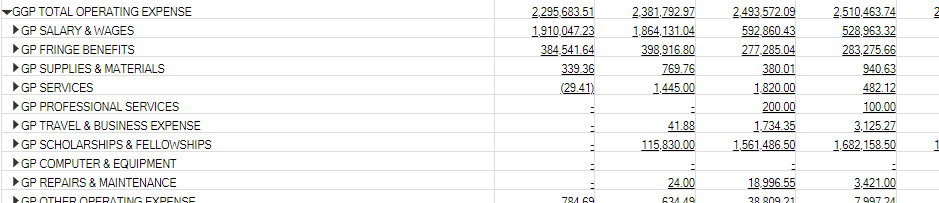 GGP TOTAL OPERATING EXPENSE 2,295,683.51 2,381,792.97 2,493,572.09 2,510,463.74 2
GP SALARY & WAGES 1,910,047.23 1,864,131.04 592,860.43 528,963.32
GP FRINGE BENEFITS 384,541.64 398,916.80 277,285.04 283,275.66
GP SUPPLIES & MATERIALS 339.36 769.76 380.01 940.63
GP SERVICES (29.41) 1,445.00 1,820.00 482.12
GP PROFESSIONAL SERVICES - - 200.00 100.00
GP TRAVEL & BUSINESS EXPENSE - 41.88 1,734.35 3,125.27
GP SCHOLARSHIPS & FELLOWSHIPS - 115,830.00 1,561,486.50 1,682,158.50 1
GP COMPUTER & EQUIPMENT - - - -
GP REPAIRS & MAINTENANCE - 24.00 18,996.55 3,421.00
GP OTHER OPERATING EXPENSE 784.69 634.49 38,809.21 7,997.24